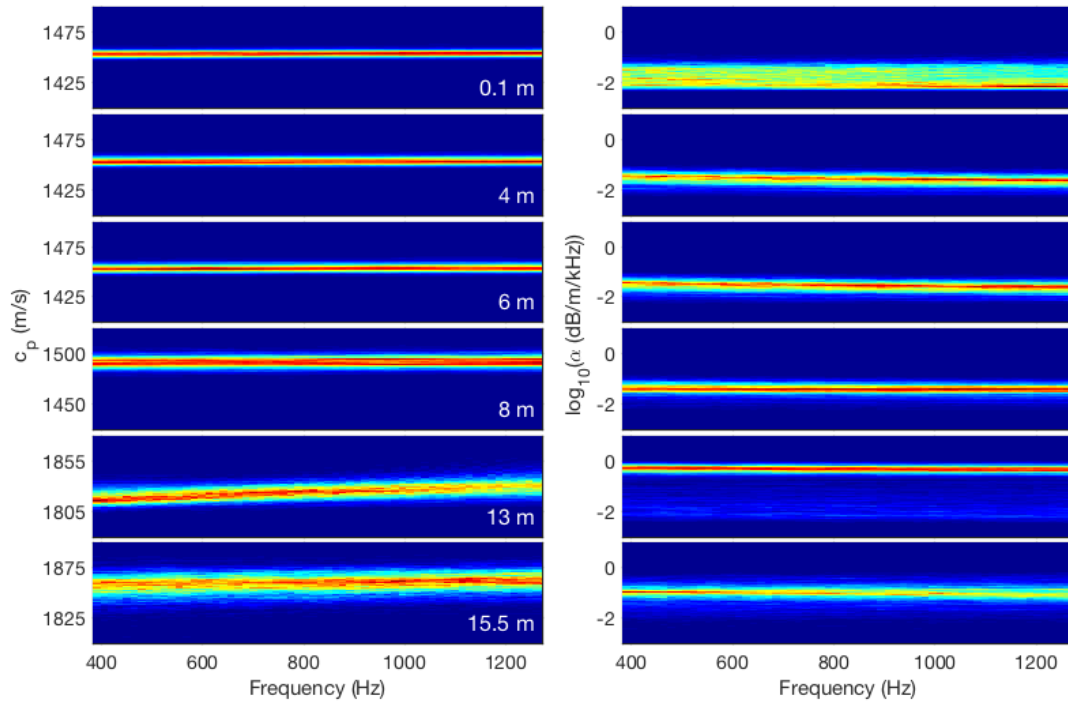 1475
1425
0.1 m
0
-2
1475
1425
4 m
0
-2
1475
1425
6 m
0
-2
c_p (m/s)
log_10(α (dB/m/kHz))
1500
1450
8 m
0
-2
1855
1805
13 m
0
-2
1875
1825
15.5 m
0
-2
400 600 800 1000 1200
400 600 800 1000 1200
Frequency (Hz)
Frequency (Hz)